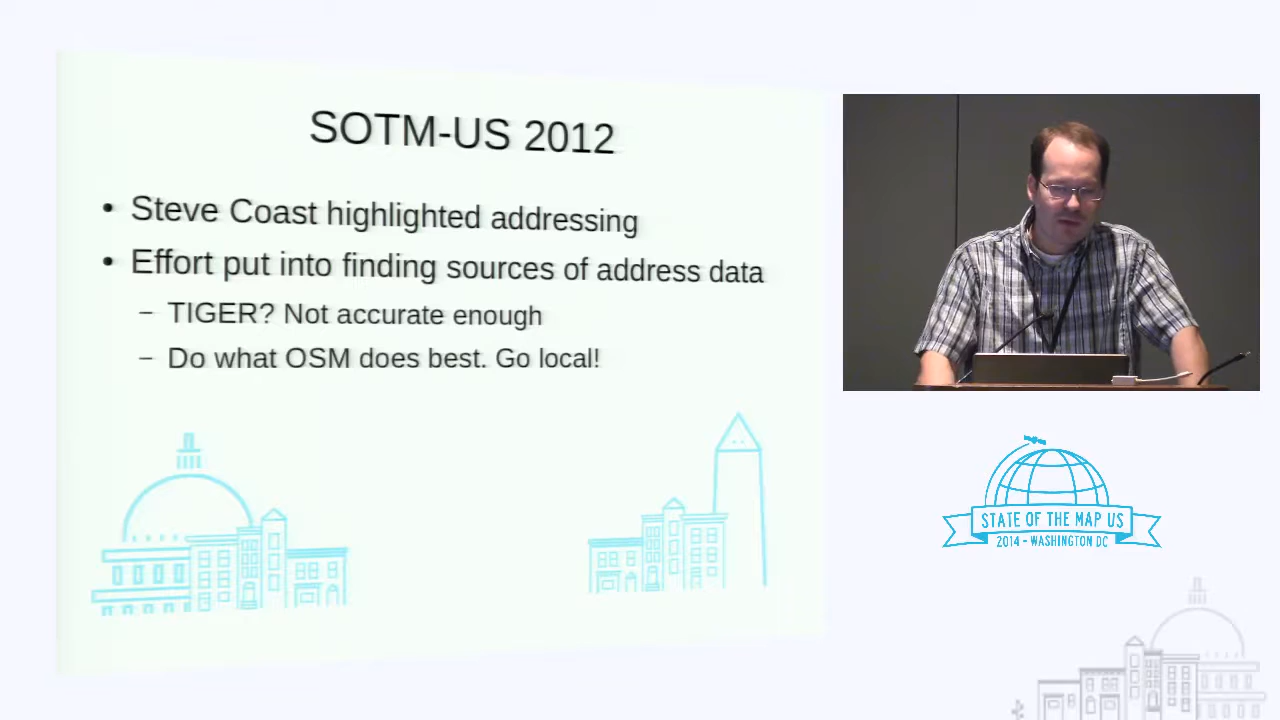 SOTM-US 2012
• Steve Coast highlighted addressing
• Effort put into finding sources of address data
– TIGER? Not accurate enough
– Do what OSM does best. Go local!
STATE OF THE MAP US
2014 - WASHINGTON DC